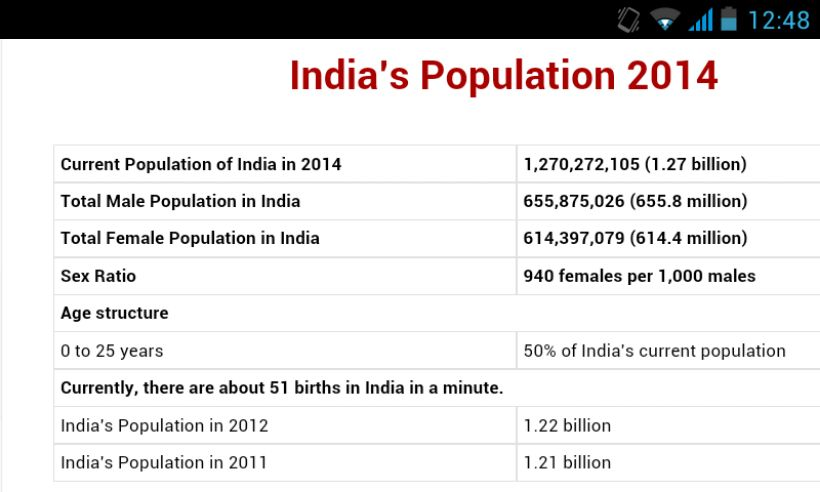 12:48
India's Population 2014
Current Population of India in 2014 1,270,272,105 (1.27 billion)
Total Male Population in India 655,875,026 (655.8 million)
Total Female Population in India 614,397,079 (614.4 million)
Sex Ratio 940 females per 1,000 males
Age structure
0 to 25 years 50% of India's current population
Currently, there are about 51 births in India in a minute.
India's Population in 2012 1.22 billion
India's Population in 2011 1.21 billion